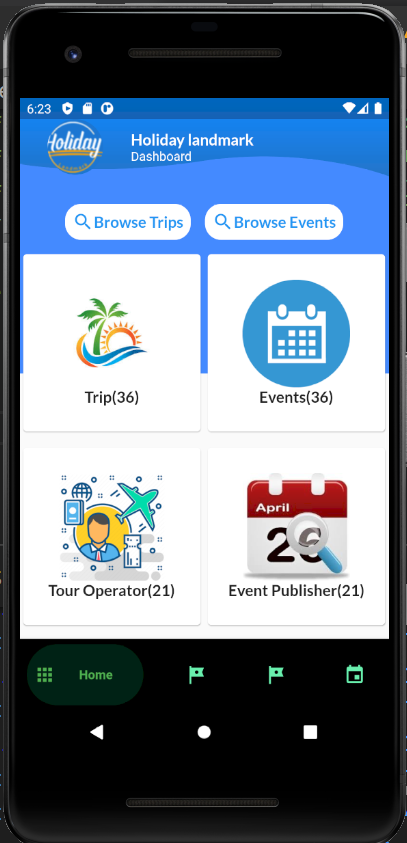 6:23
Holiday
Holiday landmark
Dashboard
Browse Trips
Browse Events
Trip(36)
Events(36)
April
Tour Operator(21)
Event Publisher(21)
Home